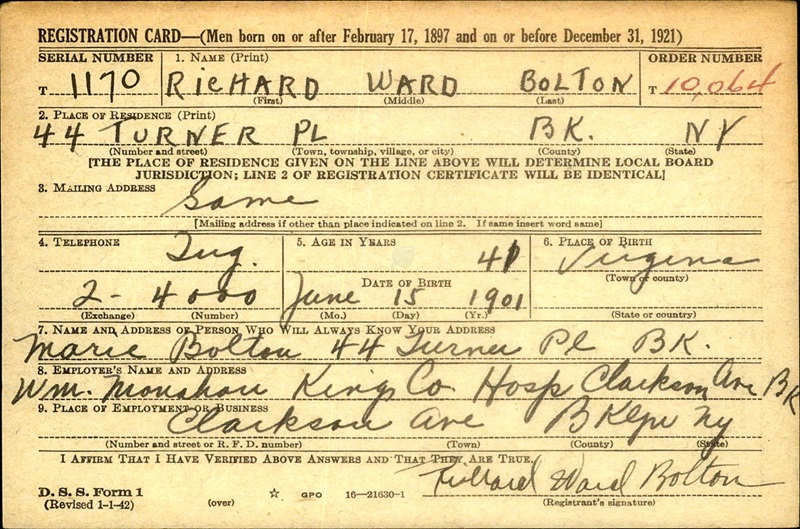 REGISTRATION CARD—(Men born on or after February 17, 1897 and on or before December 31, 1921)
SERIAL NUMBER 1. NAME (Print) ORDER NUMBER
T 1170 RICHARD WARD BOLTON T 10,064
(First) (Middle) (Last)
2. PLACE OF RESIDENCE (Print)
44 TURNER PL BK. NY
(Number and street) (Town, township, village, or city) (County) (State)
[THE PLACE OF RESIDENCE GIVEN ON THE LINE ABOVE WILL DETERMINE LOCAL BOARD
JURISDICTION; LINE 2 OF REGISTRATION CERTIFICATE WILL BE IDENTICAL]
3. MAILING ADDRESS
Same
[Mailing address if other than place indicated on line 2. If same insert word same]
4. TELEPHONE 5. AGE IN YEARS 6. PLACE OF BIRTH
41 Virginia
(Town or county)
DATE OF BIRTH
2- 4000 June 15 1901
(Exchange) (Number) (Mo.) (Day) (Yr.) (State or country)
7. NAME AND ADDRESS OF PERSON WHO WILL ALWAYS KNOW YOUR ADDRESS
Marie Bolton 44 Turner Pl BK.
8. EMPLOYER'S NAME AND ADDRESS
Wm. Monahan Kings Co. Hosp Clarkson Ave BK
9. PLACE OF EMPLOYMENT OR BUSINESS
Clarkson Ave BKlyn NY
(Number and street or R. F. D. number) (Town) (County) (State)
I AFFIRM THAT I HAVE VERIFIED ABOVE ANSWERS AND THAT THEY ARE TRUE.
Richard Ward Bolton
D. S. S. Form 1
(Revised 1-1-42) (over) ☆ GPO 16—21630-1 (Registrant's signature)